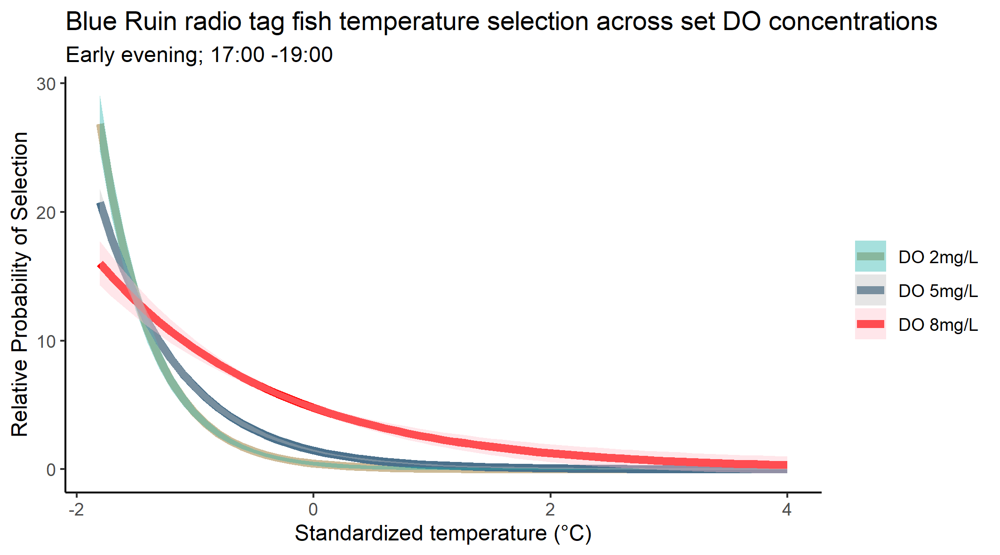 Blue Ruin radio tag fish temperature selection across set DO concentrations
Early evening; 17:00 -19:00
Relative Probability of Selection
30
20
10
0
-2
0
2
4
Standardized temperature (°C)
DO 2mg/L
DO 5mg/L
DO 8mg/L